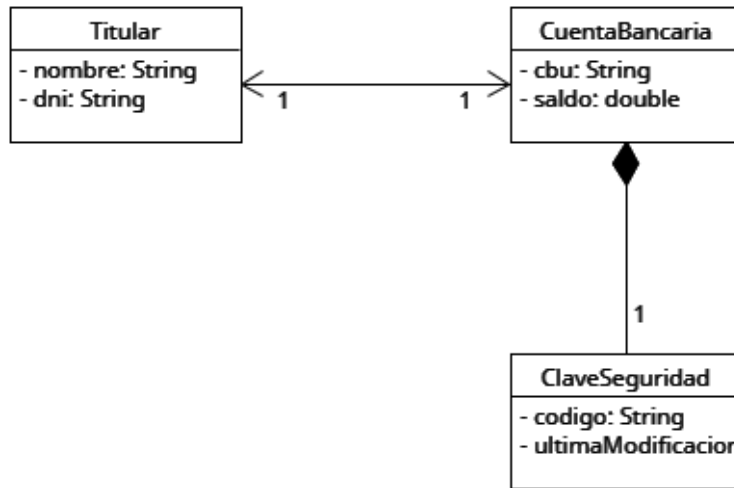 Titular
- nombre: String
- dni: String
1
1
CuentaBancaria
- cbu: String
- saldo: double
1
ClaveSeguridad
- codigo: String
- ultimaModificacion